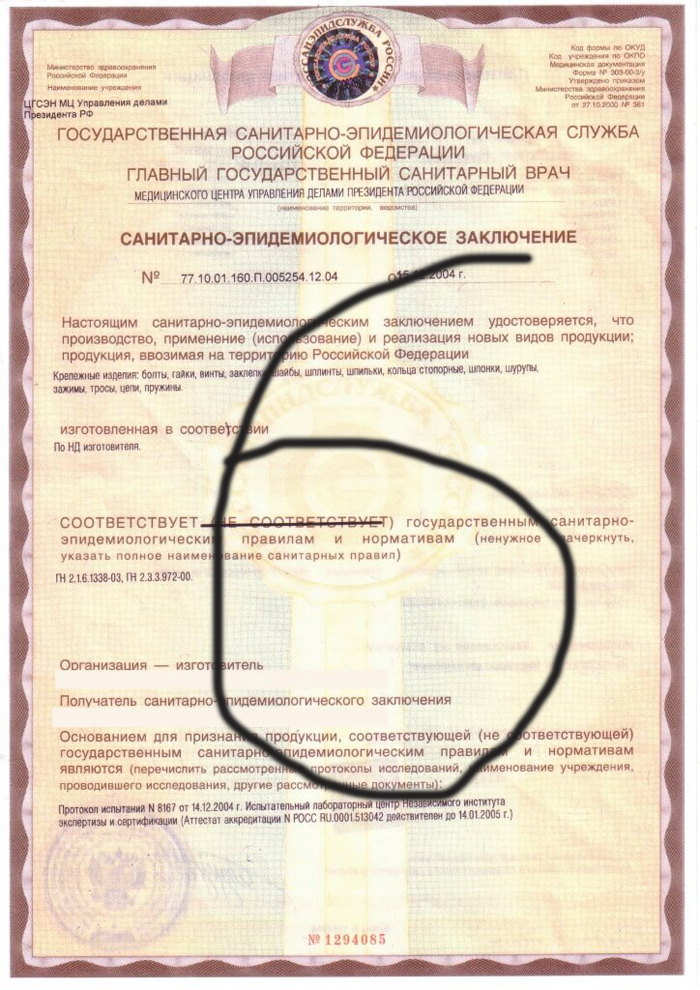 РОССАНЭПИДСЛУЖБА РОССИИ
Министерство здравоохранения
Российской Федерации
Наименование учреждения
ЦГСЭН МЦ Управления делами
Президента РФ
Код формы по ОКУД
Код учреждения по ОКПО
Медицинская документация
Форма № 303-00-3/у
Утверждено приказом
Министерства здравоохранения
Российской Федерации
от 27.10.2000 № 381
ГОСУДАРСТВЕННАЯ САНИТАРНО-ЭПИДЕМИОЛОГИЧЕСКАЯ СЛУЖБА
РОССИЙСКОЙ ФЕДЕРАЦИИ
ГЛАВНЫЙ ГОСУДАРСТВЕННЫЙ САНИТАРНЫЙ ВРАЧ
МЕДИЦИНСКОГО ЦЕНТРА УПРАВЛЕНИЯ ДЕЛАМИ ПРЕЗИДЕНТА РОССИЙСКОЙ ФЕДЕРАЦИИ
(наименование территории, ведомства)
САНИТАРНО-ЭПИДЕМИОЛОГИЧЕСКОЕ ЗАКЛЮЧЕНИЕ
№ 77.10.01.160.П.005254.12.04 2004 г.
Настоящим санитарно-эпидемиологическим заключением удостоверяется, что
производство, применение (использование) и реализация новых видов продукции;
продукция, ввозимая на территорию Российской Федерации
Крепежные изделия: болты, гайки, винты, заклепки, шайбы, шплинты, шпильки, кольца стопорные, шпонки, шурупы,
зажимы, тросы, цепи, пружины.
изготовленная в соответствии
По НД изготовителя.
СООТВЕТСТВУЕТ (НЕ СООТВЕТСТВУЕТ) государственным санитарно-
эпидемиологическим правилам и нормативам (ненужное зачеркнуть,
указать полное наименование санитарных правил)
ГН 2.1.6.1338-03, ГН 2.3.3.972-00.
Организация — изготовитель
Получатель санитарно-эпидемиологического заключения
Основанием для признания продукции, соответствующей (не соответствующей)
государственным санитарно-эпидемиологическим правилам и нормативам
являются (перечислить рассмотренные протоколы исследований, наименование учреждения,
проводившего исследования, другие рассмотренные документы):
Протокол испытаний N 8167 от 14.12.2004 г. Испытательный лабораторный центр Независимого института
экспертизы и сертификации (Аттестат аккредитации N РОСС RU.0001.513042 действителен до 14.01.2005 г.)
№ 1294085